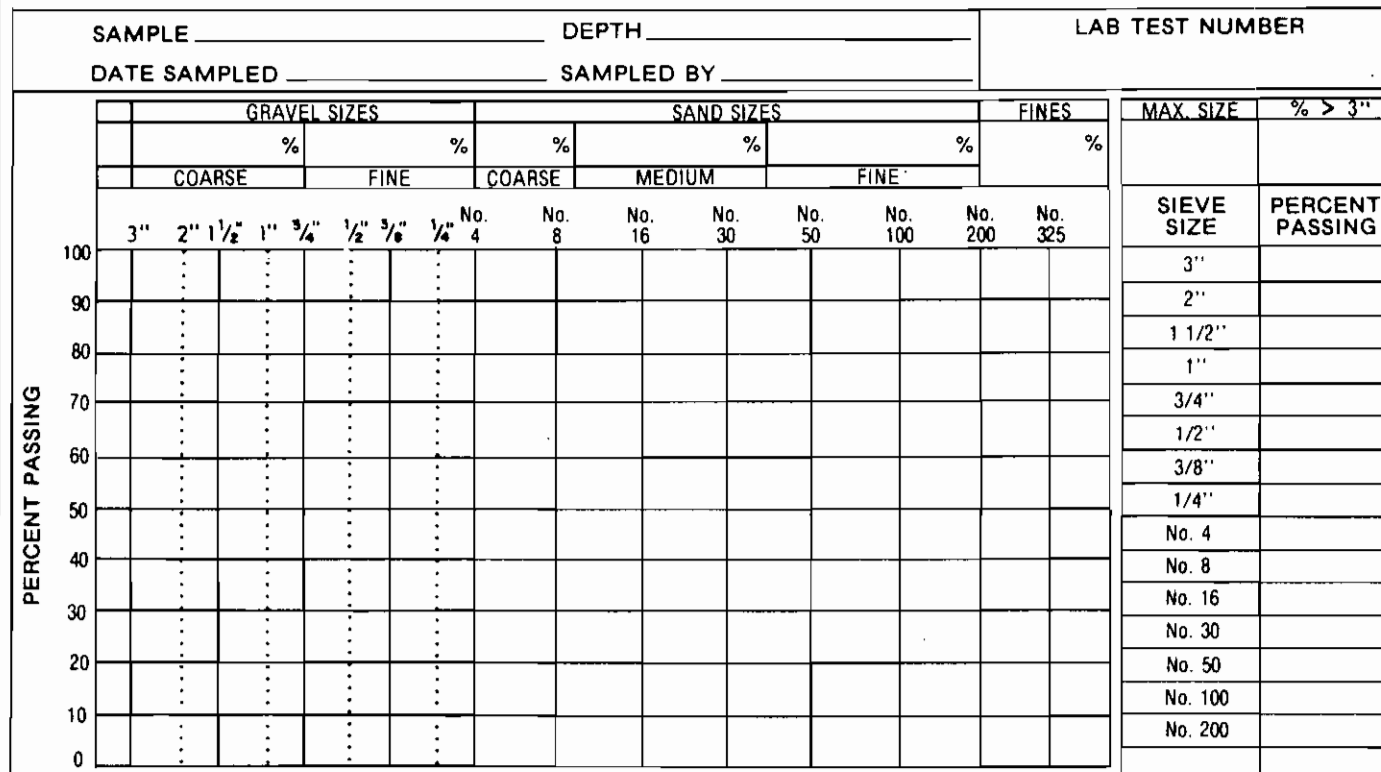 SAMPLE DEPTH LAB TEST NUMBER
DATE SAMPLED SAMPLED BY
GRAVEL SIZES SAND SIZES FINES MAX. SIZE % > 3"
% % % % % %
COARSE FINE COARSE MEDIUM FINE
SIEVE SIZE PERCENT PASSING
3" 2" 1 1/2" 1" 3/4" 1/2" 3/8" 1/4" No. 4 No. 8 No. 16 No. 30 No. 50 No. 100 No. 200 No. 325
PERCENT PASSING
100
90
80
70
60
50
40
30
20
10
0
3"
2"
1 1/2"
1"
3/4"
1/2"
3/8"
1/4"
No. 4
No. 8
No. 16
No. 30
No. 50
No. 100
No. 200